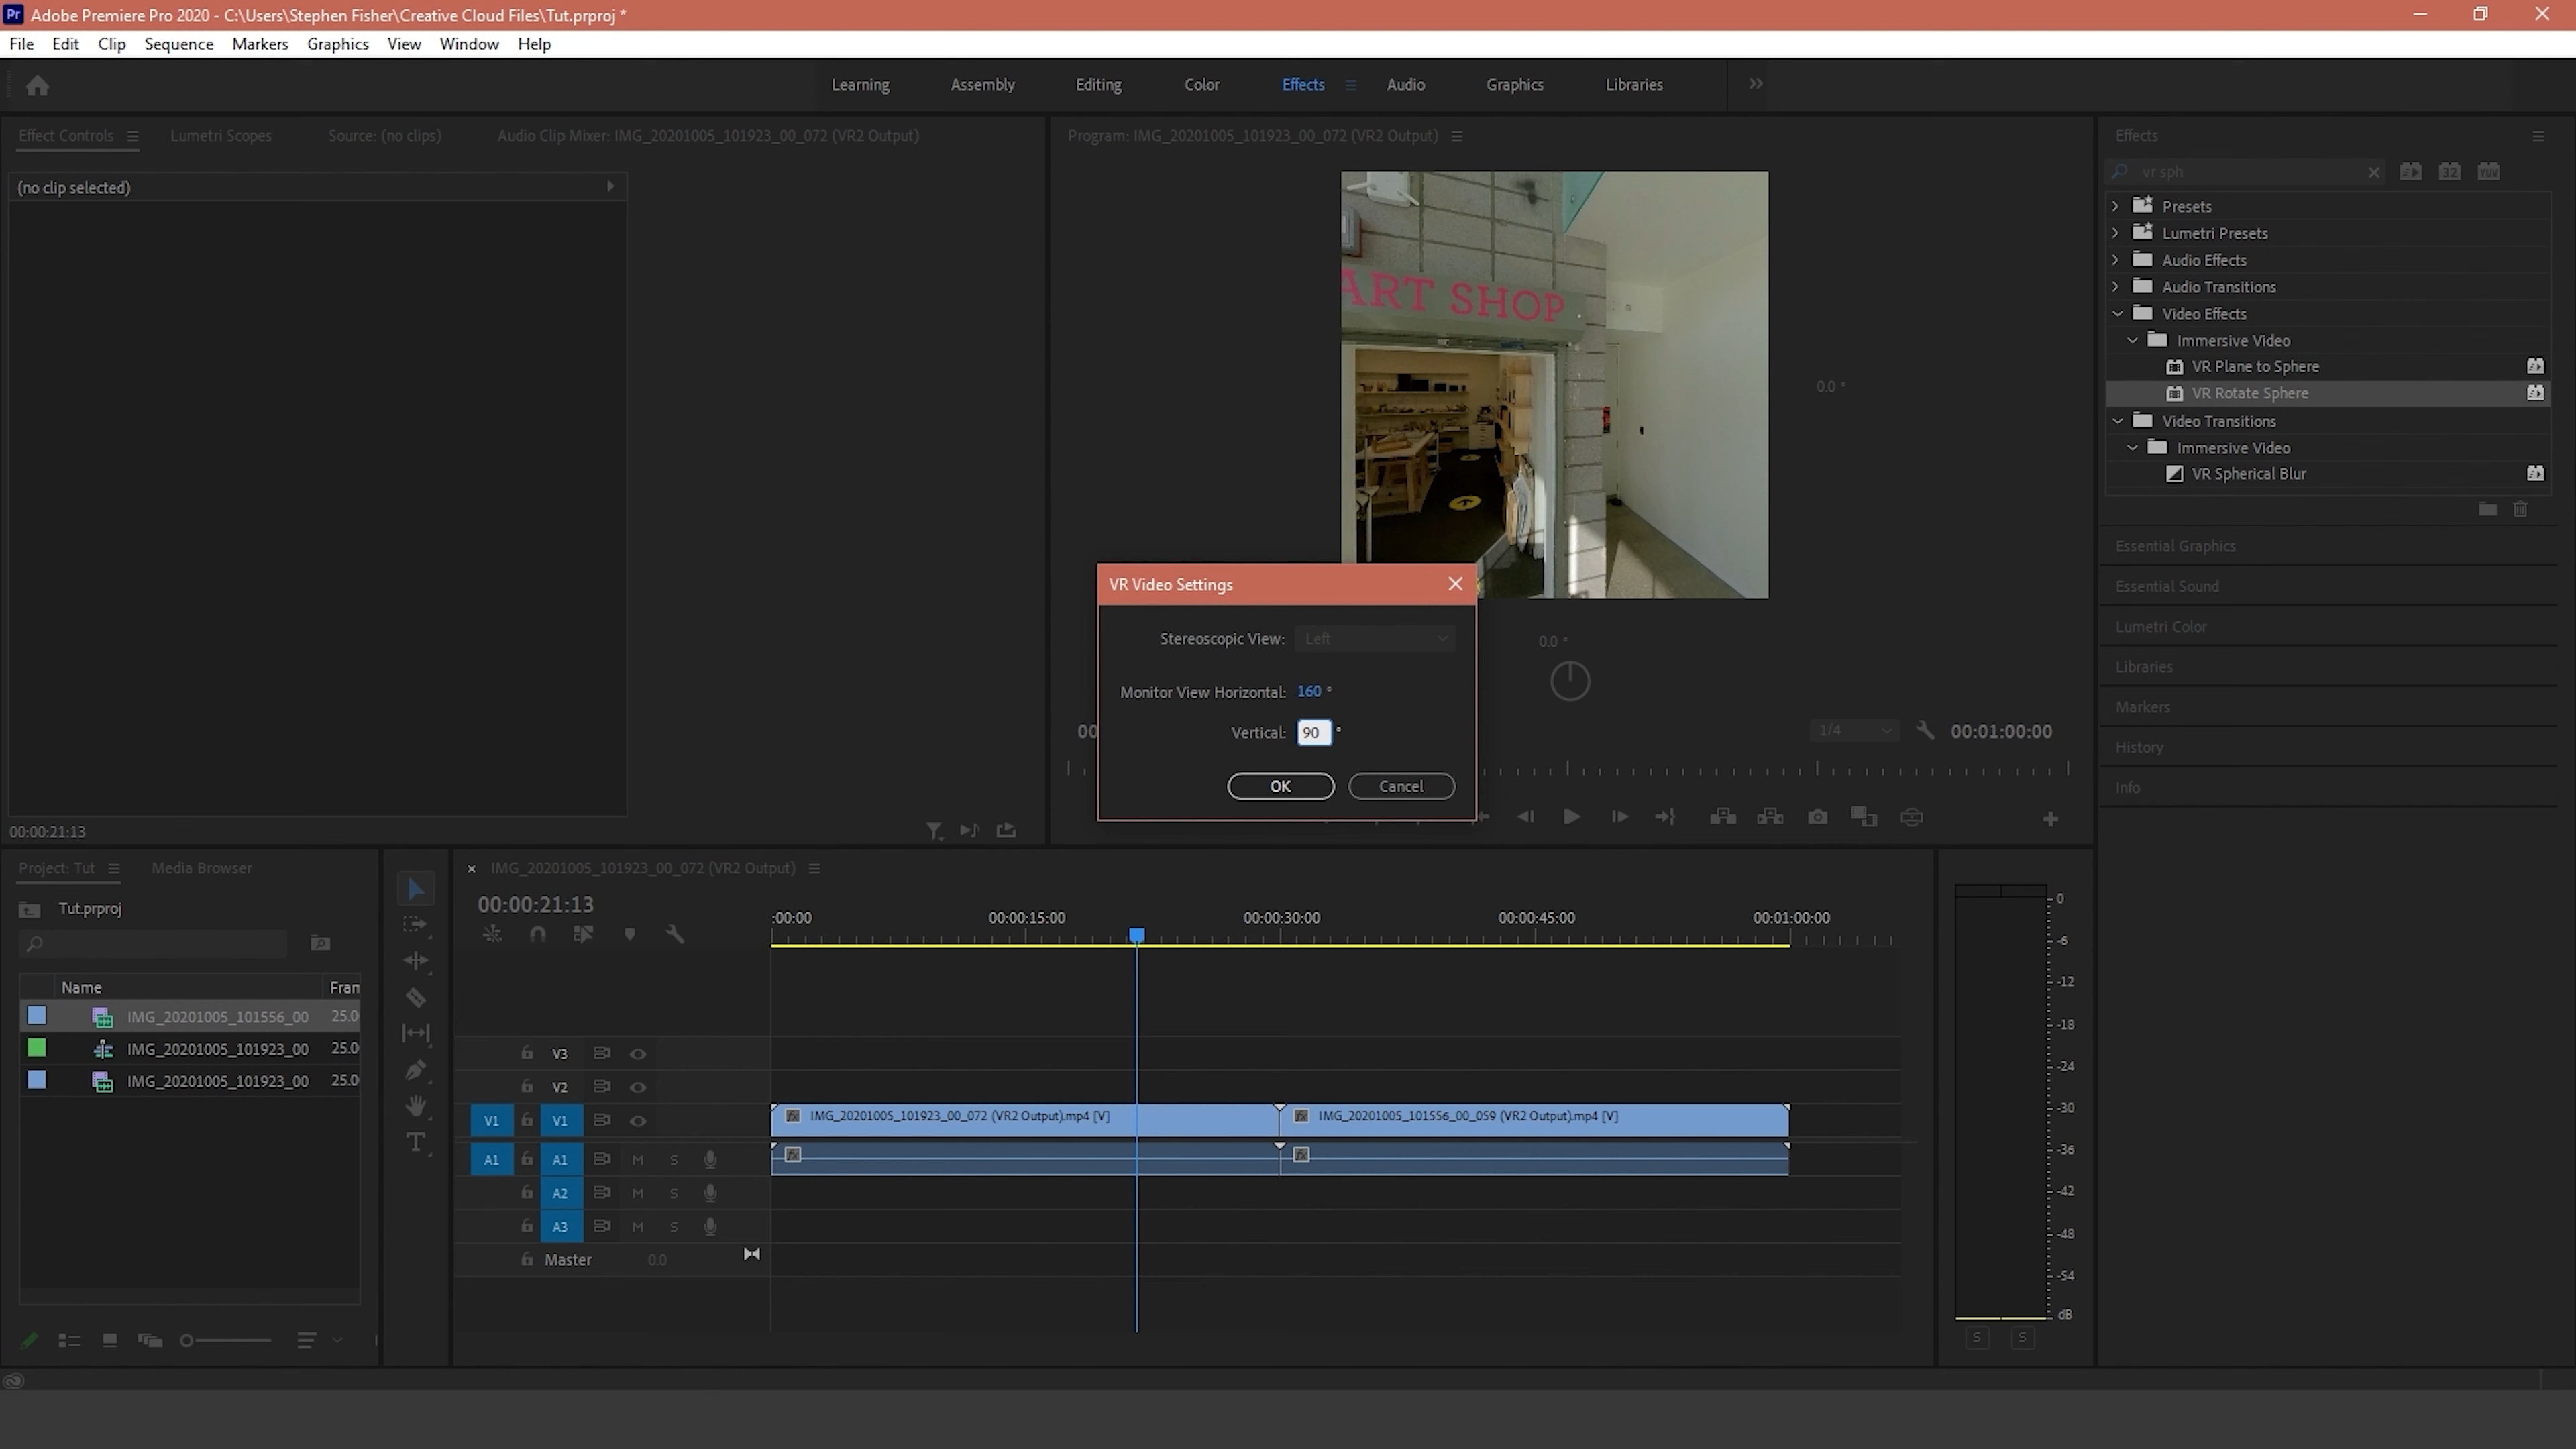 Pr Adobe Premiere Pro 2020 - C:\Users\Stephen Fisher\Creative Cloud Files\Tut.prproj *
File Edit Clip Sequence Markers Graphics View Window Help
Learning Assembly Editing Color Effects Audio Graphics Libraries
Effect Controls Lumetri Scopes Source: (no clips) Audio Clip Mixer: IMG_20201005_101923_00_072 (VR2 Output)
Program: IMG_20201005_101923_00_072 (VR2 Output)
Effects
(no clip selected)
vr sph
32 YUV
Presets
Lumetri Presets
Audio Effects
Audio Transitions
Video Effects
Immersive Video
VR Plane to Sphere
VR Rotate Sphere
Video Transitions
Immersive Video
VR Spherical Blur
ART SHOP
0.0 °
Essential Graphics
Essential Sound
Lumetri Color
Libraries
Markers
History
Info
VR Video Settings
Stereoscopic View: Left
Monitor View Horizontal: 160 °
Vertical: 90 °
OK Cancel
0.0 °
00
1/4 00:01:00:00
00:00:21:13
Project: Tut Media Browser
Tut.prproj
Name Fram
IMG_20201005_101556_00 25.0
IMG_20201005_101923_00 25.0
IMG_20201005_101923_00 25.0
IMG_20201005_101923_00_072 (VR2 Output)
00:00:21:13
:00:00 00:00:15:00 00:00:30:00 00:00:45:00 00:01:00:00
V3
V2
V1 V1
IMG_20201005_101923_00_072 (VR2 Output).mp4 [V]
IMG_20201005_101556_00_059 (VR2 Output).mp4 [V]
A1 A1 M S
fx fx
A2 M S
A3 M S
Master 0.0
0
-6
-12
-18
-24
-30
-36
-42
-48
-54
dB
S S